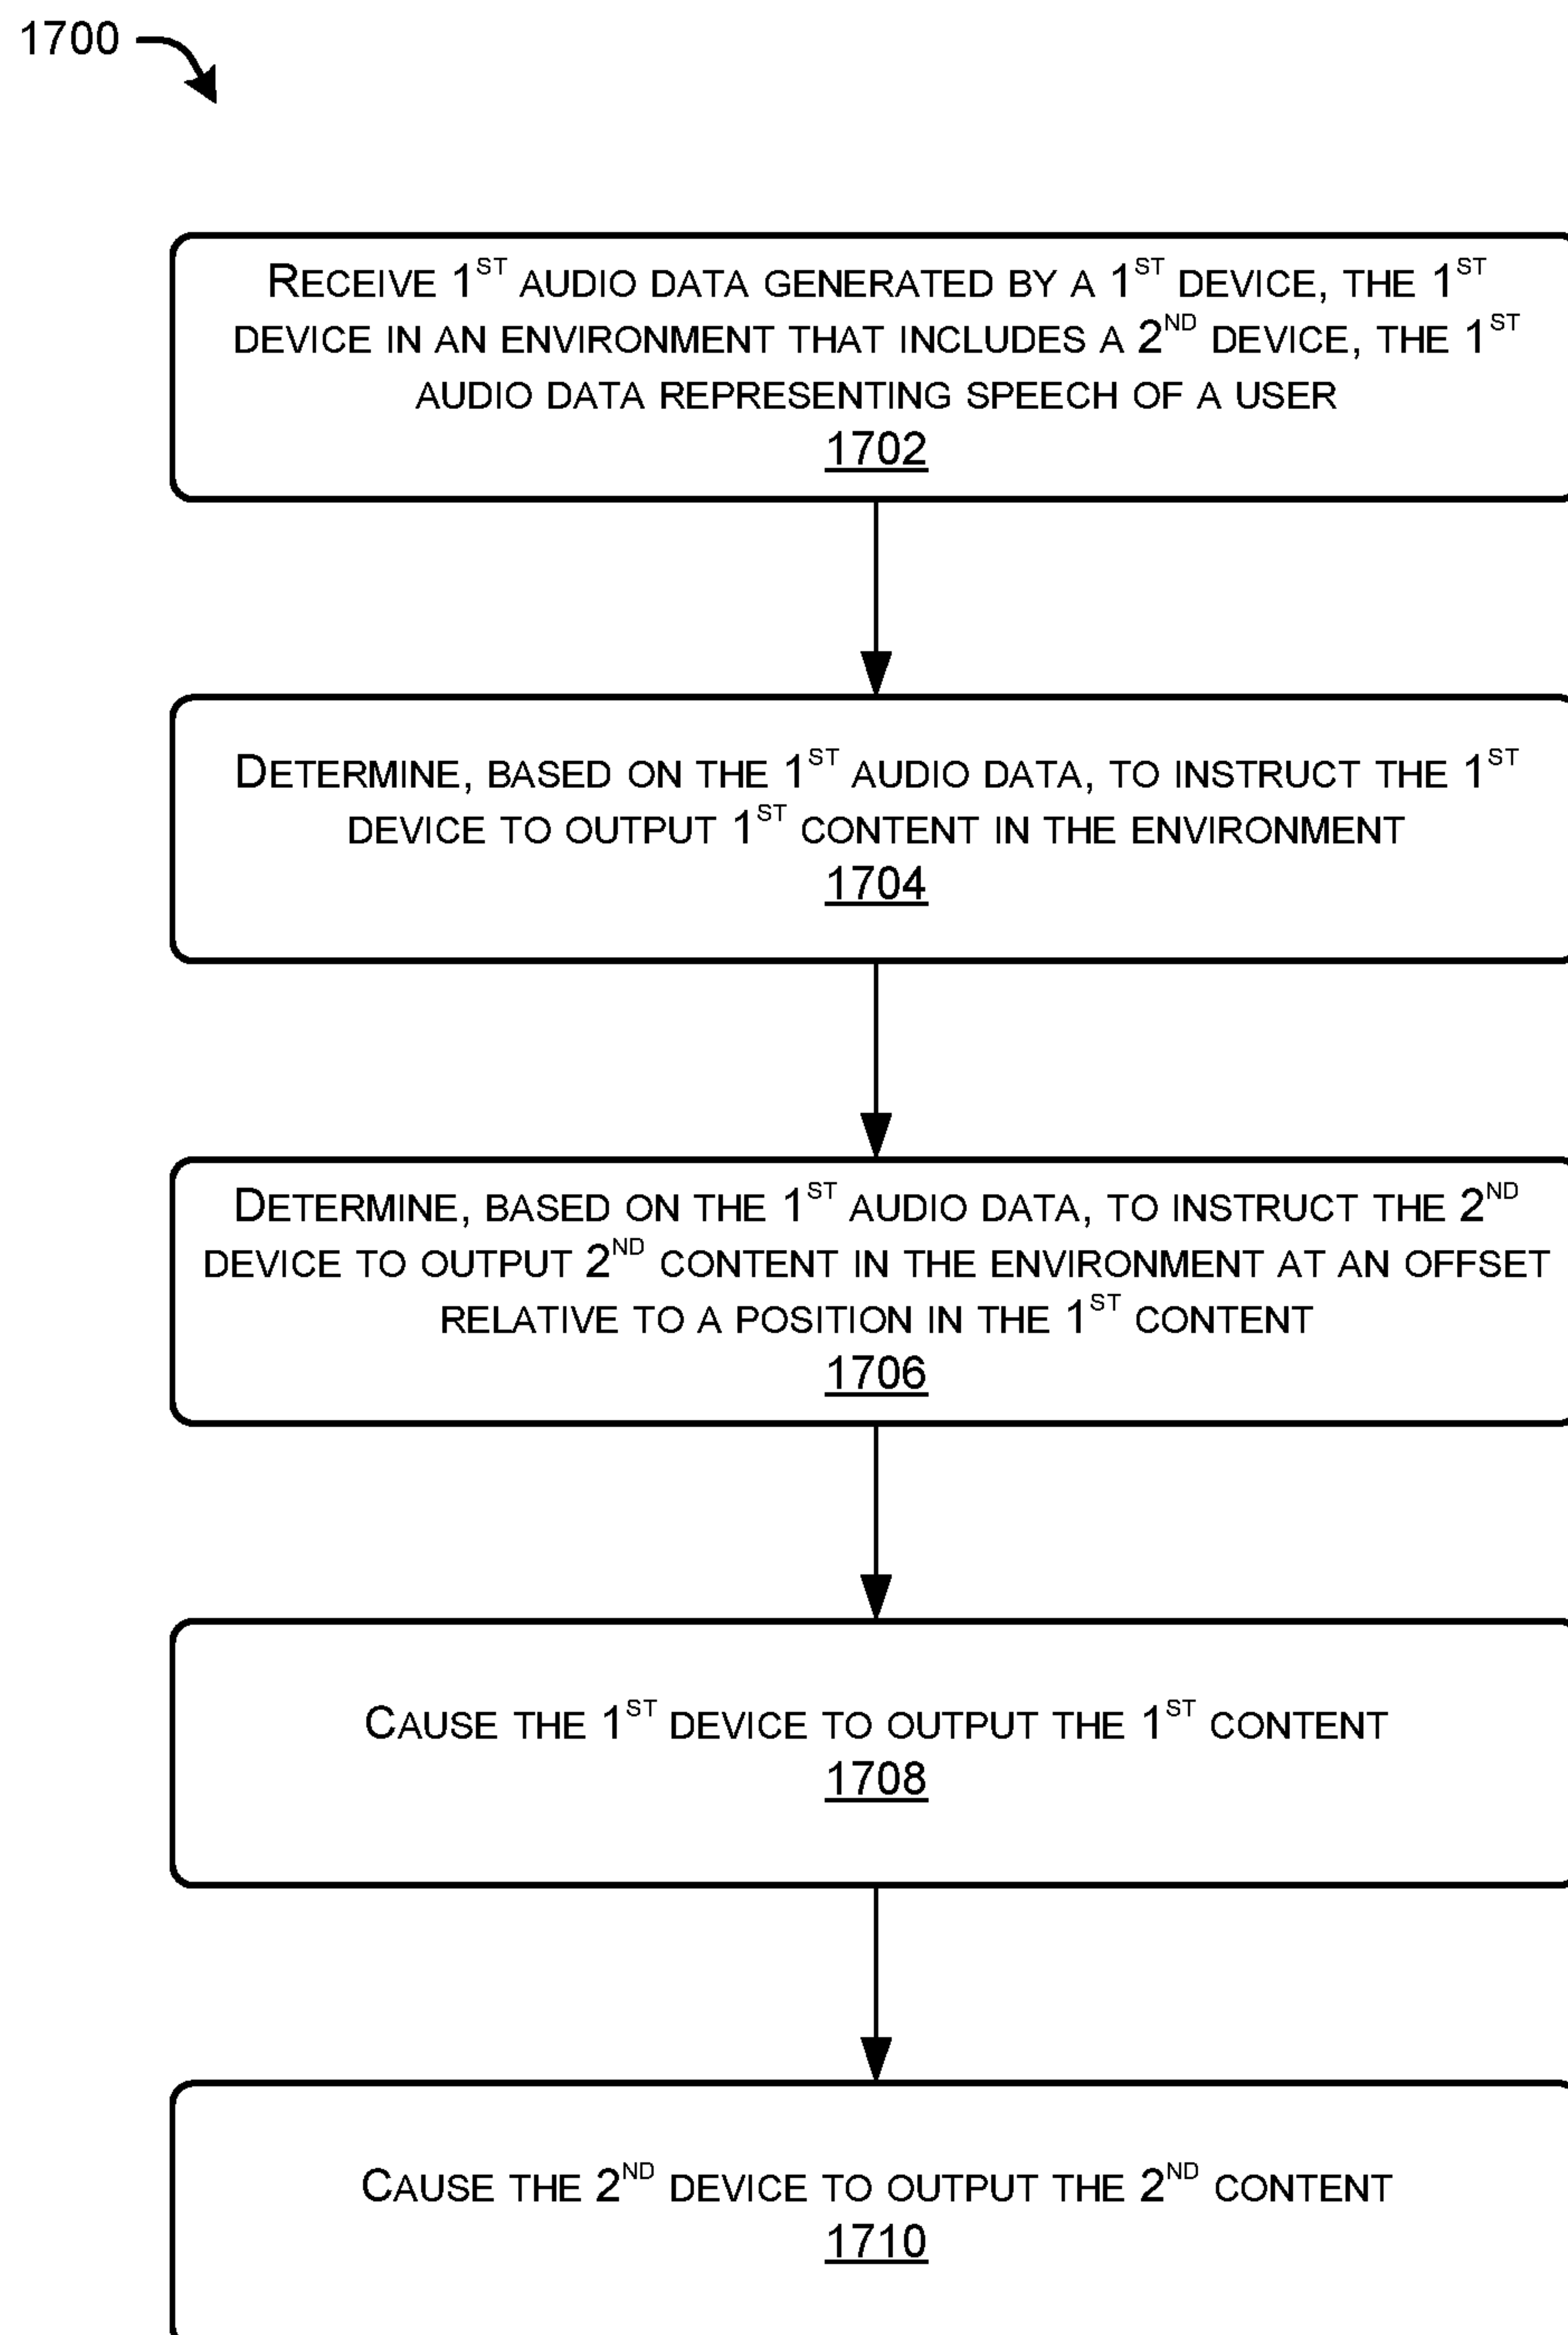 1700
RECEIVE 1ST AUDIO DATA GENERATED BY A 1ST DEVICE, THE 1ST
DEVICE IN AN ENVIRONMENT THAT INCLUDES A 2ND DEVICE, THE 1ST
AUDIO DATA REPRESENTING SPEECH OF A USER
1702
DETERMINE, BASED ON THE 1ST AUDIO DATA, TO INSTRUCT THE 1ST
DEVICE TO OUTPUT 1ST CONTENT IN THE ENVIRONMENT
1704
DETERMINE, BASED ON THE 1ST AUDIO DATA, TO INSTRUCT THE 2ND
DEVICE TO OUTPUT 2ND CONTENT IN THE ENVIRONMENT AT AN OFFSET
RELATIVE TO A POSITION IN THE 1ST CONTENT
1706
CAUSE THE 1ST DEVICE TO OUTPUT THE 1ST CONTENT
1708
CAUSE THE 2ND DEVICE TO OUTPUT THE 2ND CONTENT
1710